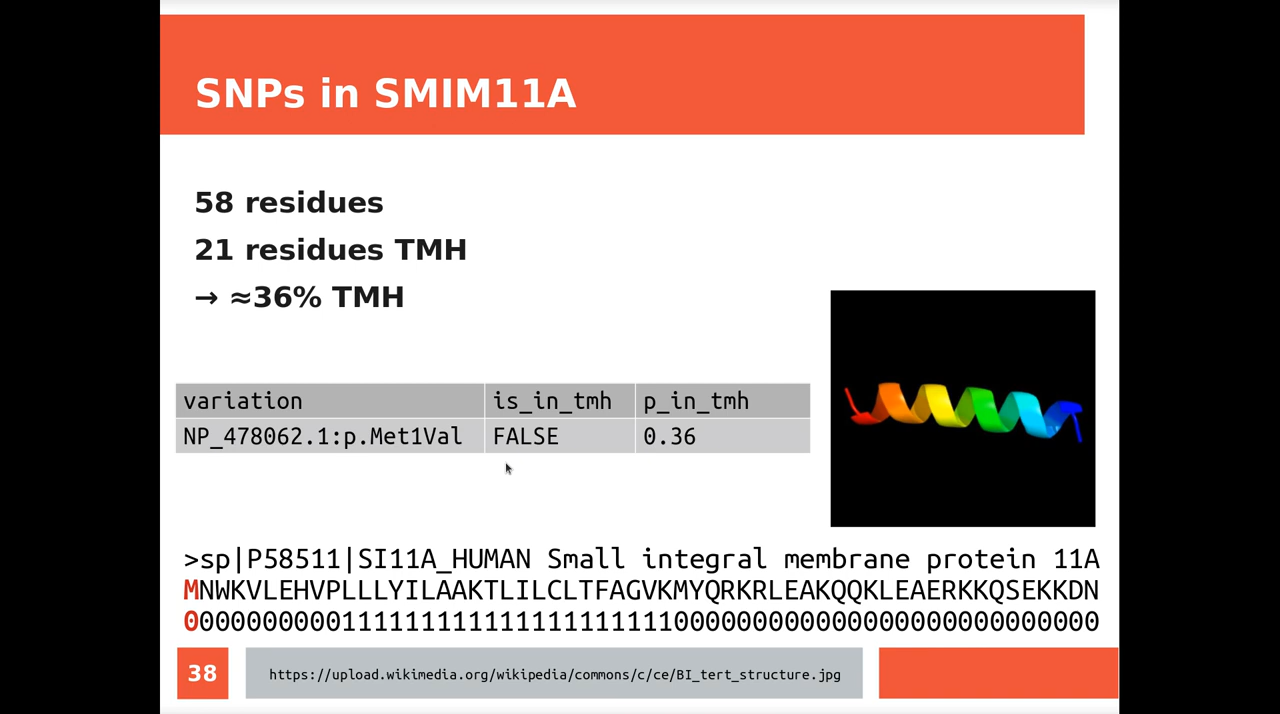 SNPs in SMIM11A
58 residues
21 residues TMH
→ ≈36% TMH
variation is_in_tmh p_in_tmh
NP_478062.1:p.Met1Val FALSE 0.36
>sp|P58511|SI11A_HUMAN Small integral membrane protein 11A
MNWKVLEHVPLLLYILAAKTLILCLTFAGVKMYQRKRLEAKQQKLEAERKKQSEKKDN
0000000000111111111111111111111000000000000000000000000000
38
https://upload.wikimedia.org/wikipedia/commons/c/ce/BI_tert_structure.jpg